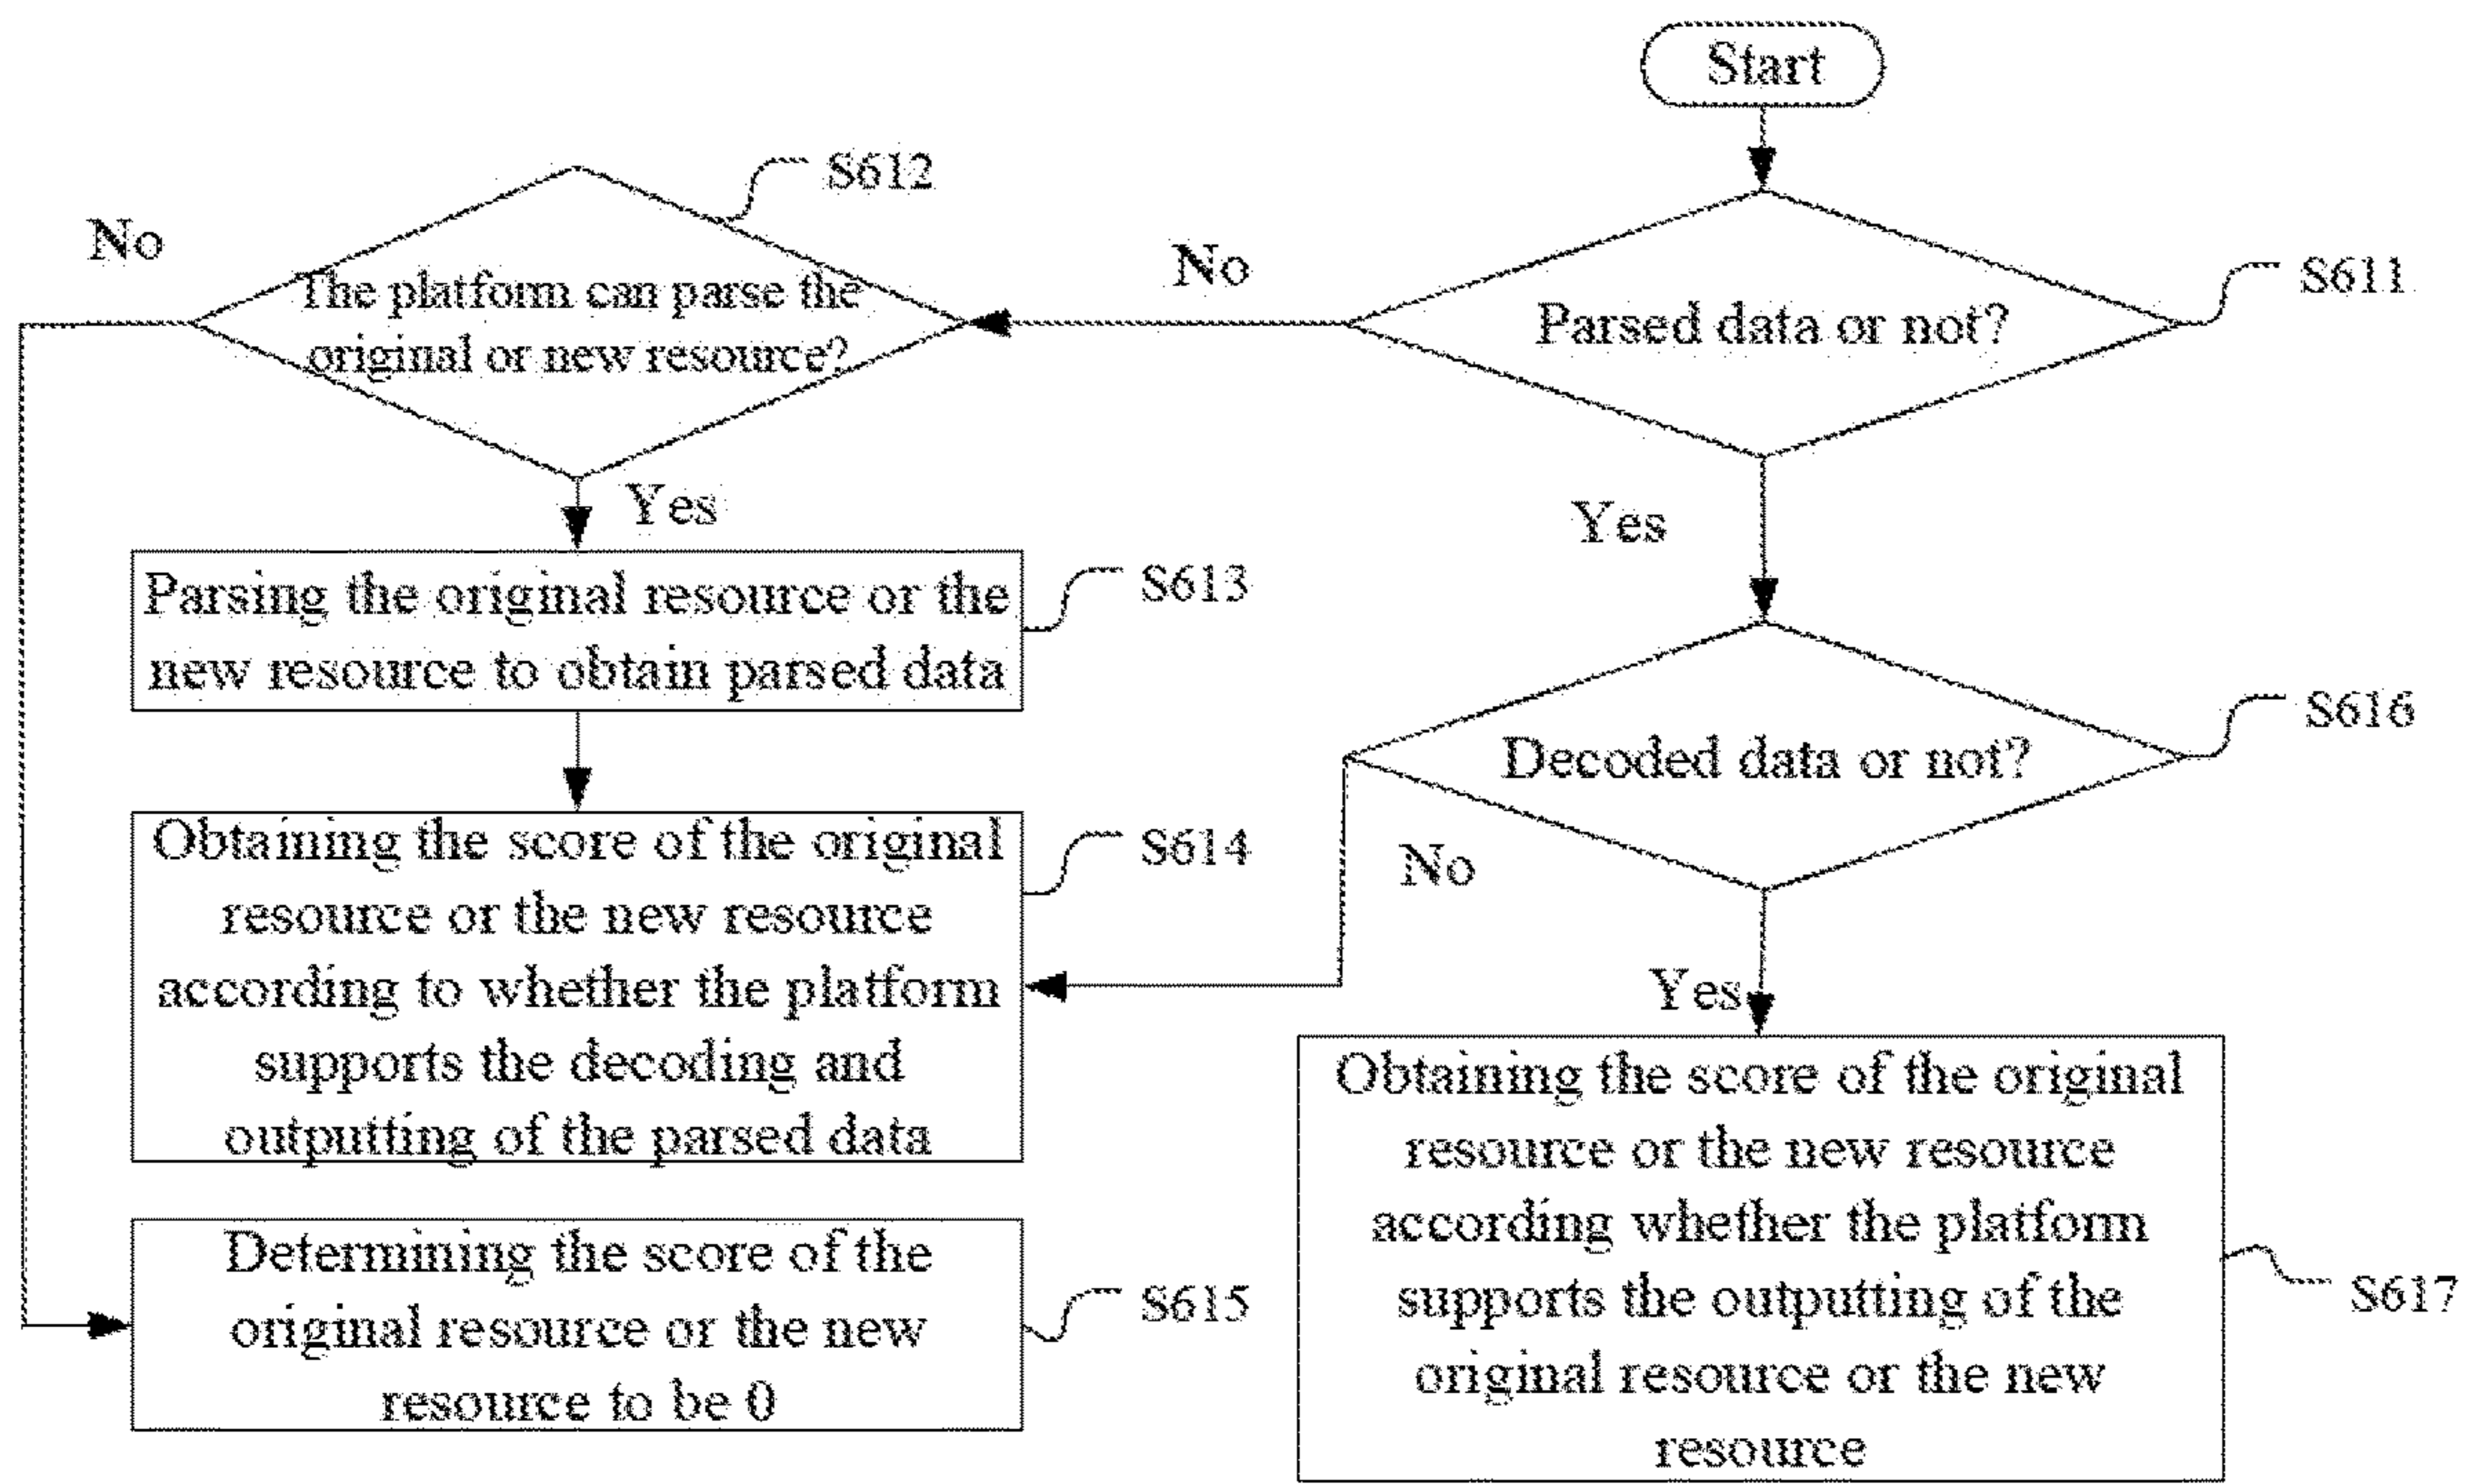 Start
S612
No
No
S611
The platform can parse the
original or new resource?
Parsed data or not?
Yes
Yes
Parsing the original resource or the
new resource to obtain parsed data
S613
S616
Decoded data or not?
Obtaining the score of the original
resource or the new resource
according to whether the platform
supports the decoding and
outputting of the parsed data
S614
No
Yes
Obtaining the score of the original
resource or the new resource
according whether the platform
supports the outputting of the
original resource or the new
resource
S617
Determining the score of the
original resource or the new
resource to be 0
S615